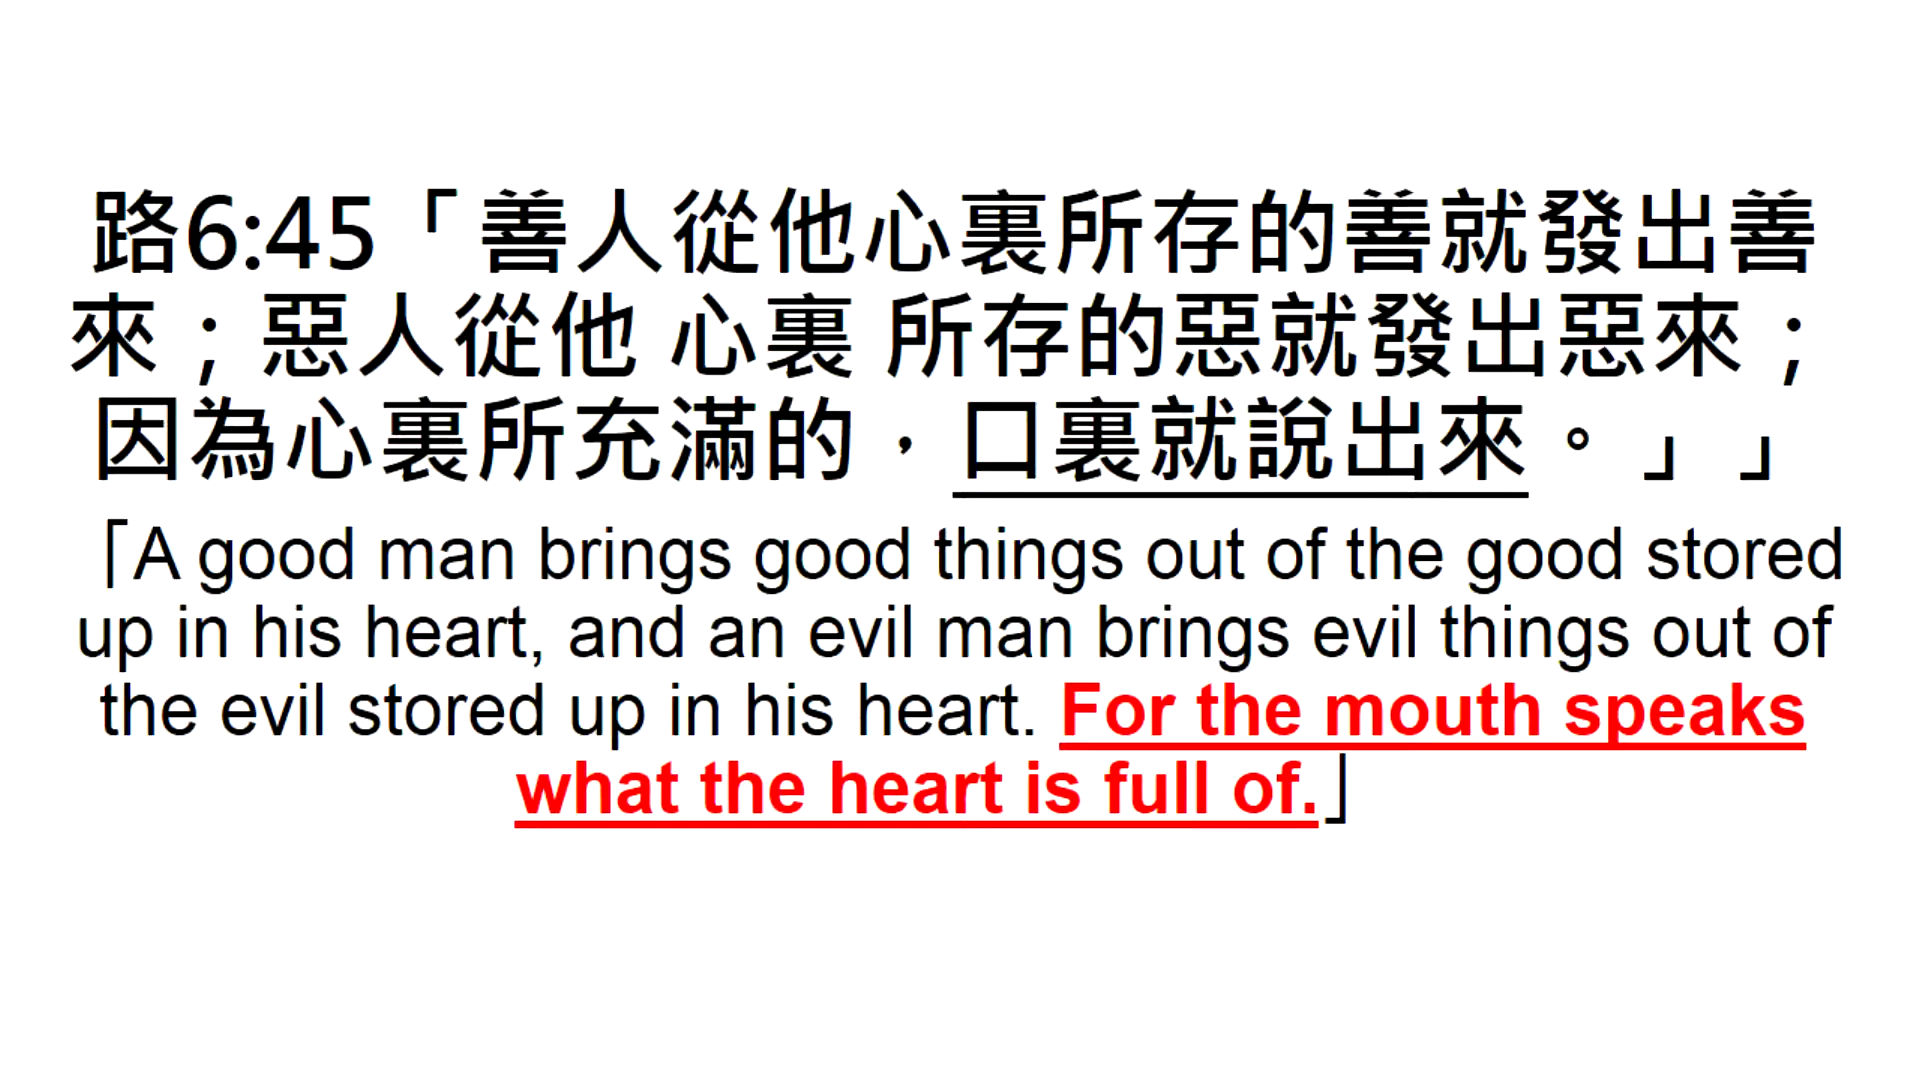 路6:45「善人從他心裏所存的善就發出善
來；惡人從他 心裏 所存的惡就發出惡來；
因為心裏所充滿的，口裏就說出來。」」
「A good man brings good things out of the good stored
up in his heart, and an evil man brings evil things out of
the evil stored up in his heart. For the mouth speaks
what the heart is full of.」